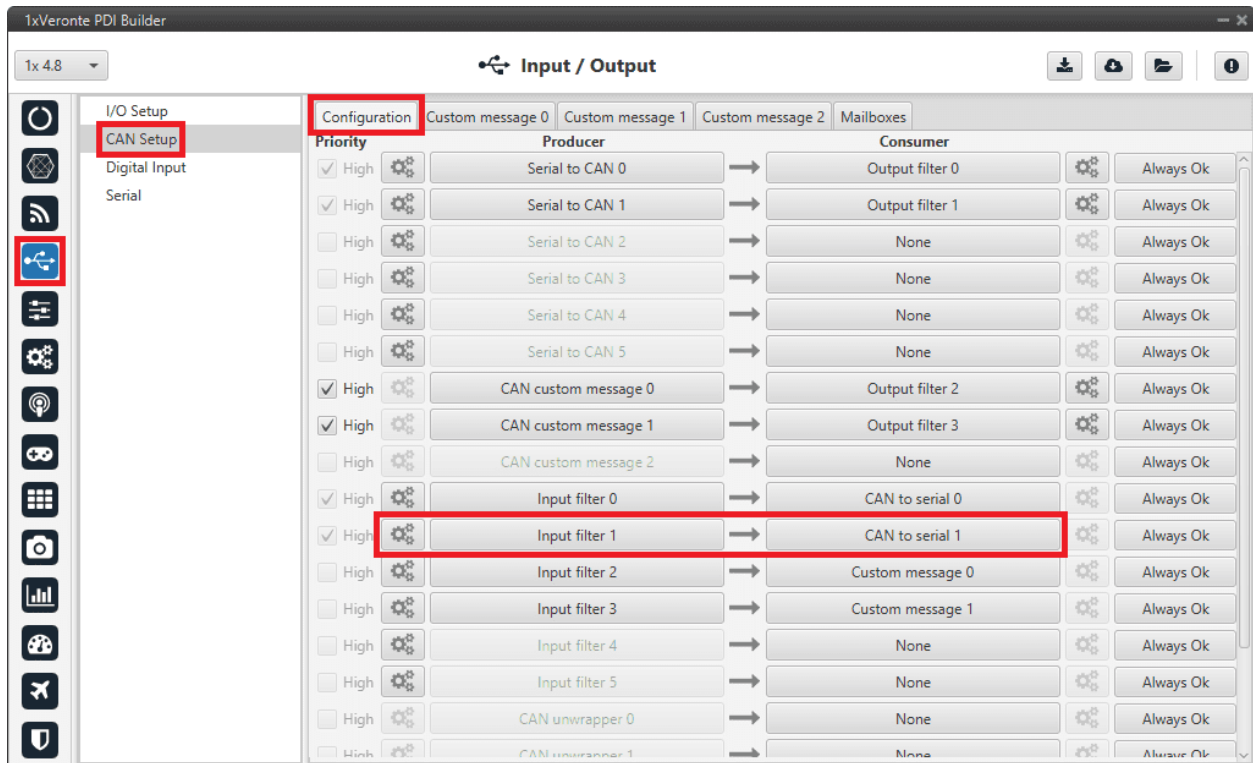 1xVeronte PDI Builder
1x 4.8
Input / Output
I/O Setup
CAN Setup
Digital Input
Serial
Configuration Custom message 0 Custom message 1 Custom message 2 Mailboxes
Priority Producer Consumer
High Serial to CAN 0 Output filter 0 Always Ok
High Serial to CAN 1 Output filter 1 Always Ok
High Serial to CAN 2 None Always Ok
High Serial to CAN 3 None Always Ok
High Serial to CAN 4 None Always Ok
High Serial to CAN 5 None Always Ok
High CAN custom message 0 Output filter 2 Always Ok
High CAN custom message 1 Output filter 3 Always Ok
High CAN custom message 2 None Always Ok
High Input filter 0 CAN to serial 0 Always Ok
High Input filter 1 CAN to serial 1 Always Ok
High Input filter 2 Custom message 0 Always Ok
High Input filter 3 Custom message 1 Always Ok
High Input filter 4 None Always Ok
High Input filter 5 None Always Ok
High CAN unwrapper 0 None Always Ok
High CAN unwrapper 1 None Always Ok